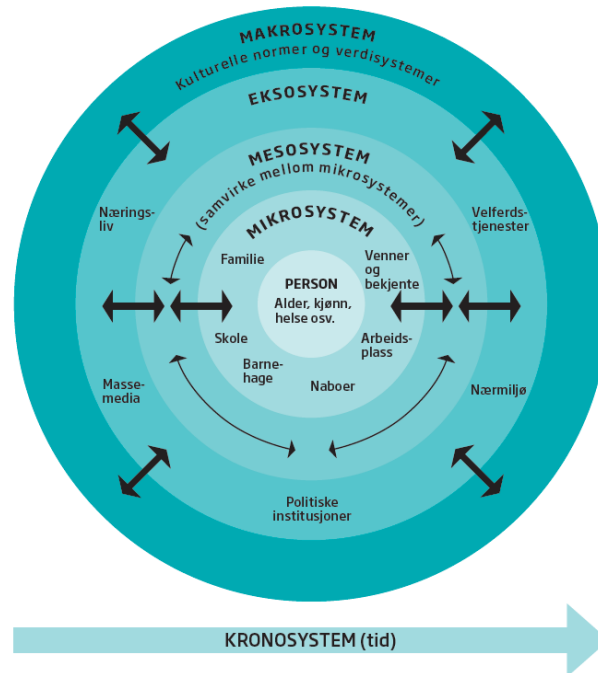 MAKROSYSTEM
Kulturelle normer og verdisystemer
EKSOSYSTEM
MESOSYSTEM
(samvirke mellom mikrosystemer)
MIKROSYSTEM
Nærings-
liv
Velferds-
tjenester
Familie
Venner
og
bekjente
PERSON
Alder, kjønn,
helse osv.
Skole
Arbeids-
plass
Barne-
hage
Naboer
Masse-
media
Nærmiljø
Politiske
institusjoner
KRONOSYSTEM (tid)